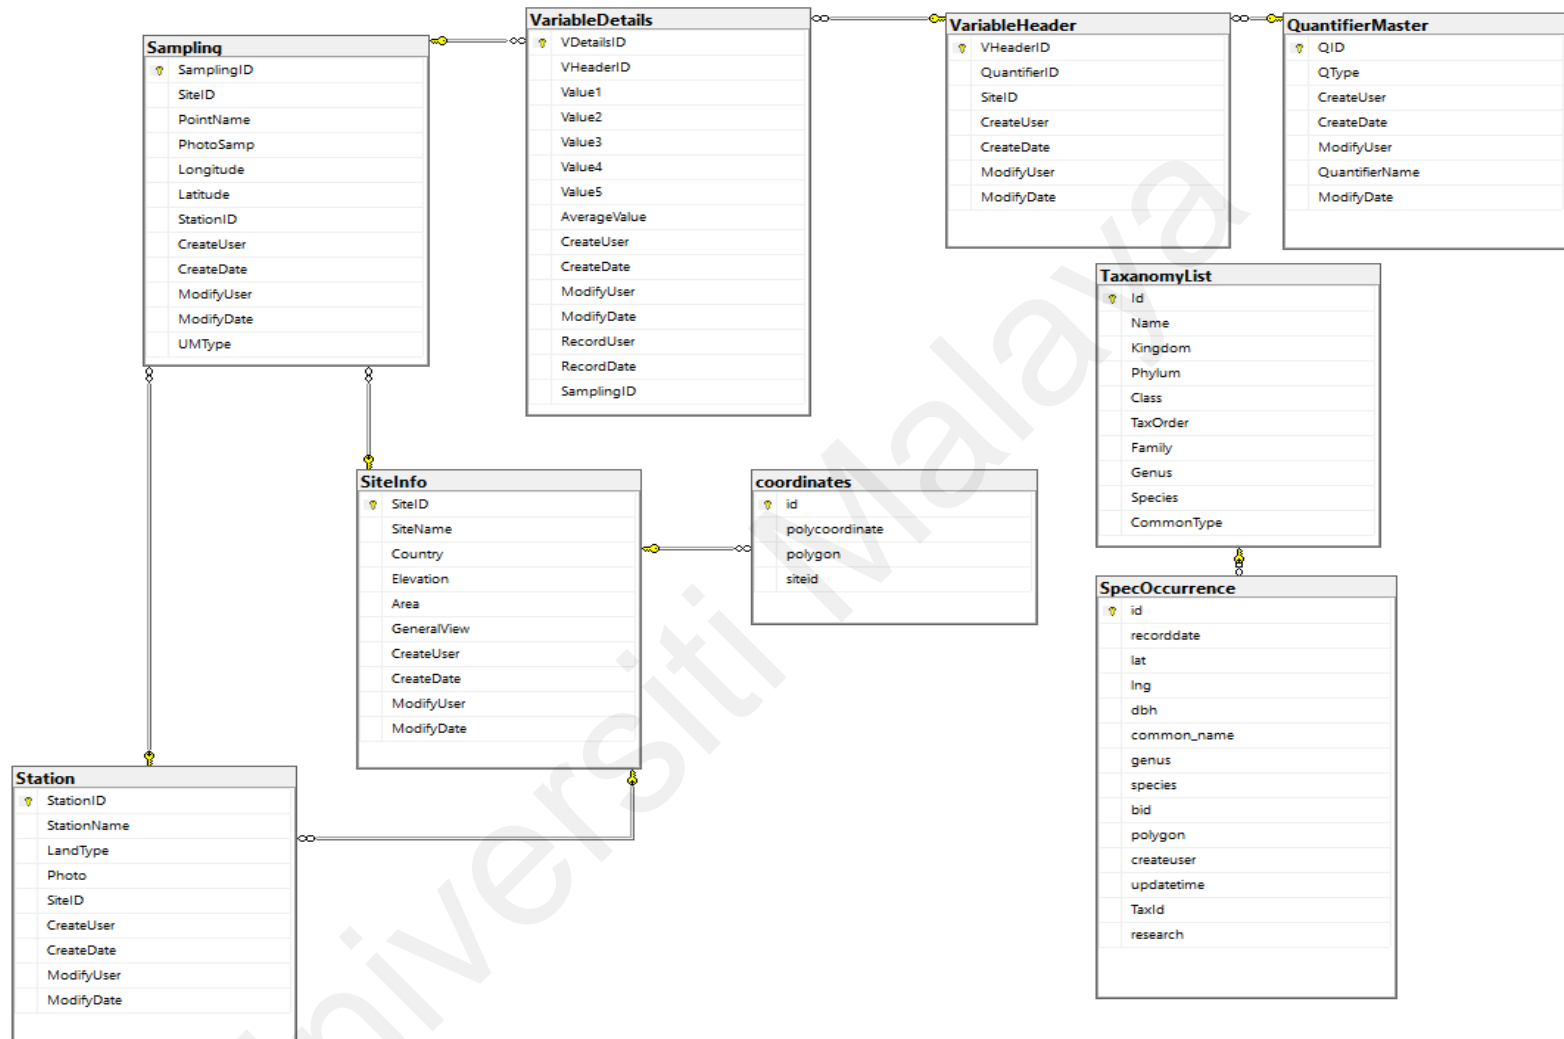 Sampling
SamplingID
SiteID
PointName
PhotoSamp
Longitude
Latitude
StationID
CreateUser
CreateDate
ModifyUser
ModifyDate
UMType
VariableDetails
VDetailsID
VHeaderID
Value1
Value2
Value3
Value4
Value5
AverageValue
CreateUser
CreateDate
ModifyUser
ModifyDate
RecordUser
RecordDate
SamplingID
VariableHeader
VHeaderID
QuantifierID
SiteID
CreateUser
CreateDate
ModifyUser
ModifyDate
QuantifierMaster
QID
QType
CreateUser
CreateDate
ModifyUser
QuantifierName
ModifyDate
TaxanomyList
Id
Name
Kingdom
Phylum
Class
TaxOrder
Family
Genus
Species
CommonType
SiteInfo
SiteID
SiteName
Country
Elevation
Area
GeneralView
CreateUser
CreateDate
ModifyUser
ModifyDate
coordinates
id
polycoordinate
polygon
siteid
SpecOccurrence
id
recorddate
lat
lng
dbh
common_name
genus
species
bid
polygon
createuser
updatetime
TaxId
research
Station
StationID
StationName
LandType
Photo
SiteID
CreateUser
CreateDate
ModifyUser
ModifyDate
niversiti Malaya